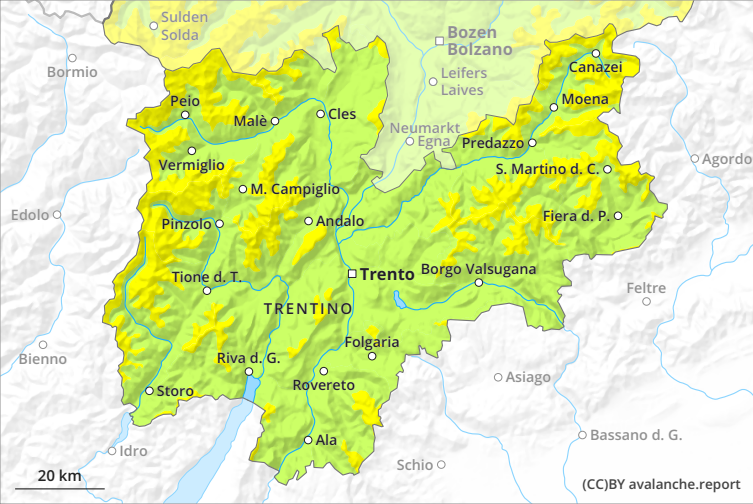 Sulden
Solda
Bozen
Bolzano
Bormio
Canazei
Leifers
Laives
Peio
Moena
Malè
Cles
Neumarkt
Egna
Predazzo
Agordo
Vermiglio
S. Martino d. C.
M. Campiglio
Edolo
Pinzolo
Andalo
Fiera d. P.
Trento
Borgo Valsugana
Tione d. T.
Feltre
TRENTINO
Folgaria
Bienno
Riva d. G.
Rovereto
Asiago
Storo
Ala
Bassano d. G.
Idro
Schio
20 km
(CC)BY avalanche.report